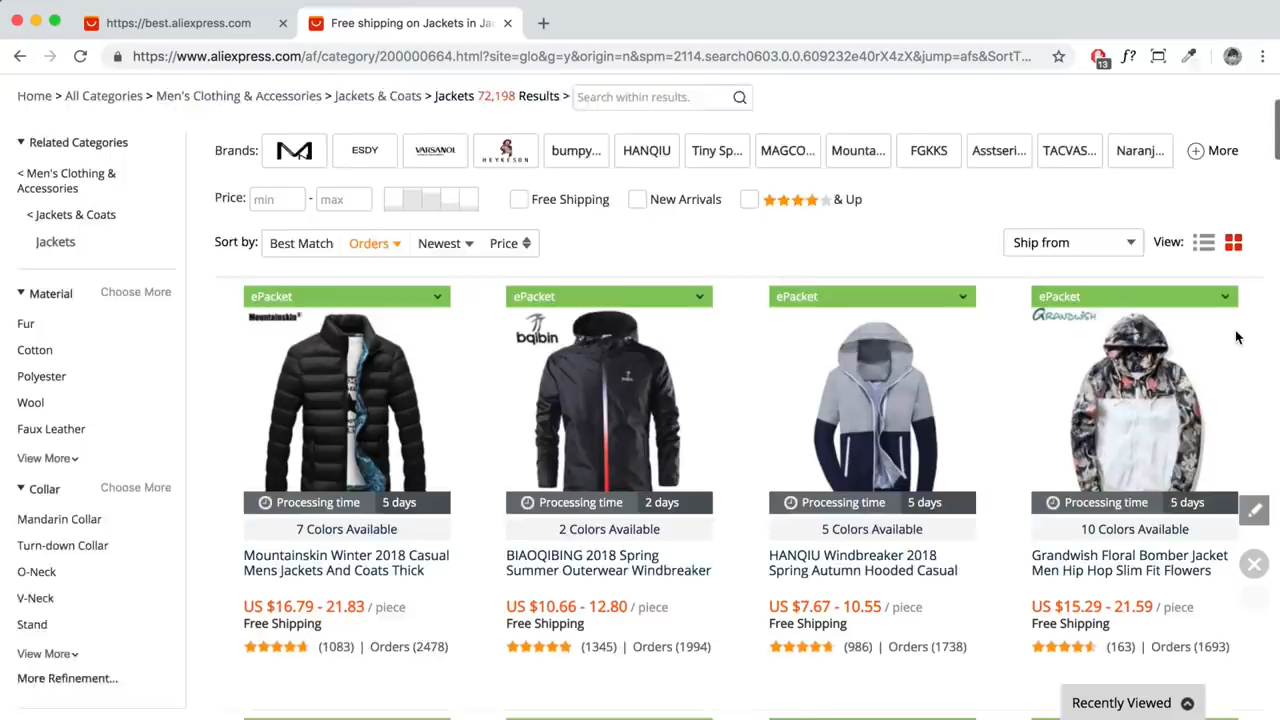 https://best.aliexpress.com
Free shipping on Jackets in Jac
https://www.aliexpress.com/af/category/200000664.html?site=glo&g=y&origin=n&spm=2114.search0603.0.0.609232e40rX4zX&jump=afs&SortT...
13
f?
Home > All Categories > Men's Clothing & Accessories > Jackets & Coats > Jackets 72,198 Results >
Search within results.
Related Categories
< Men's Clothing &
Accessories
< Jackets & Coats
Jackets
Material Choose More
Fur
Cotton
Polyester
Wool
Faux Leather
View More
Collar Choose More
Mandarin Collar
Turn-down Collar
O-Neck
V-Neck
Stand
View More
More Refinement...
Brands: ESDY VARSANOL HEYKESON bumpy... HANQIU Tiny Sp... MAGCO... Mounta... FGKKS Asstseri... TACVAS... Naranj... More
Price: min - max Free Shipping New Arrivals & Up
Sort by: Best Match Orders Newest Price Ship from View:
ePacket
Mountainskin
Processing time 5 days
7 Colors Available
Mountainskin Winter 2018 Casual
Mens Jackets And Coats Thick
US $16.79 - 21.83 / piece
Free Shipping
(1083) | Orders (2478)
ePacket
bqibin
Processing time 2 days
2 Colors Available
BIAOQIBING 2018 Spring
Summer Outerwear Windbreaker
US $10.66 - 12.80 / piece
Free Shipping
(1345) | Orders (1994)
ePacket
Processing time 5 days
5 Colors Available
HANQIU Windbreaker 2018
Spring Autumn Hooded Casual
US $7.67 - 10.55 / piece
Free Shipping
(986) | Orders (1738)
ePacket
GRANDWISH
Processing time 5 days
10 Colors Available
Grandwish Floral Bomber Jacket
Men Hip Hop Slim Fit Flowers
US $15.29 - 21.59 / piece
Free Shipping
(163) | Orders (1693)
Recently Viewed